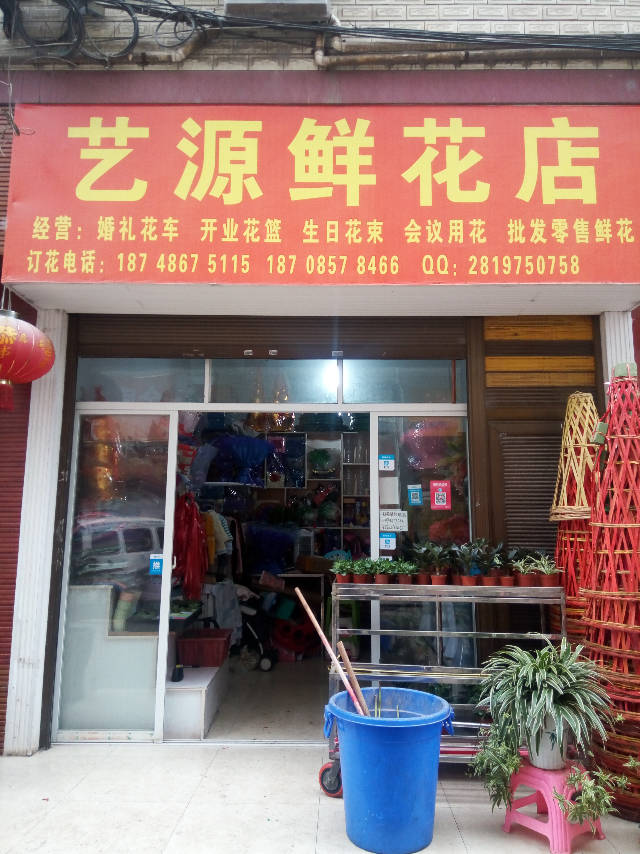 艺源鲜花店
经营：婚礼花车 开业花篮 生日花束 会议用花 批发零售鲜花
订花电话：187 4867 5115 187 0857 8466 QQ：2819750758
推